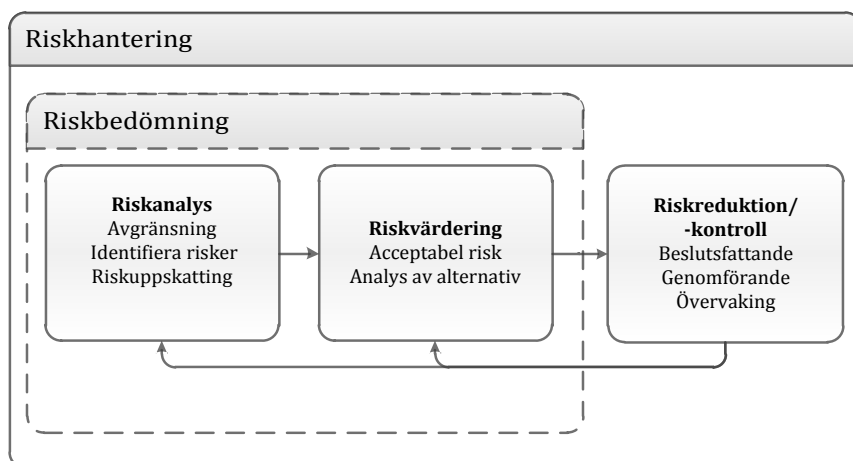 Riskhantering
Riskbedömning
Riskanalys
Avgränsning
Identifiera risker
Riskuppskatting
Riskvärdering
Acceptabel risk
Analys av alternativ
Riskreduktion/
-kontroll
Beslutsfattande
Genomförande
Övervaking